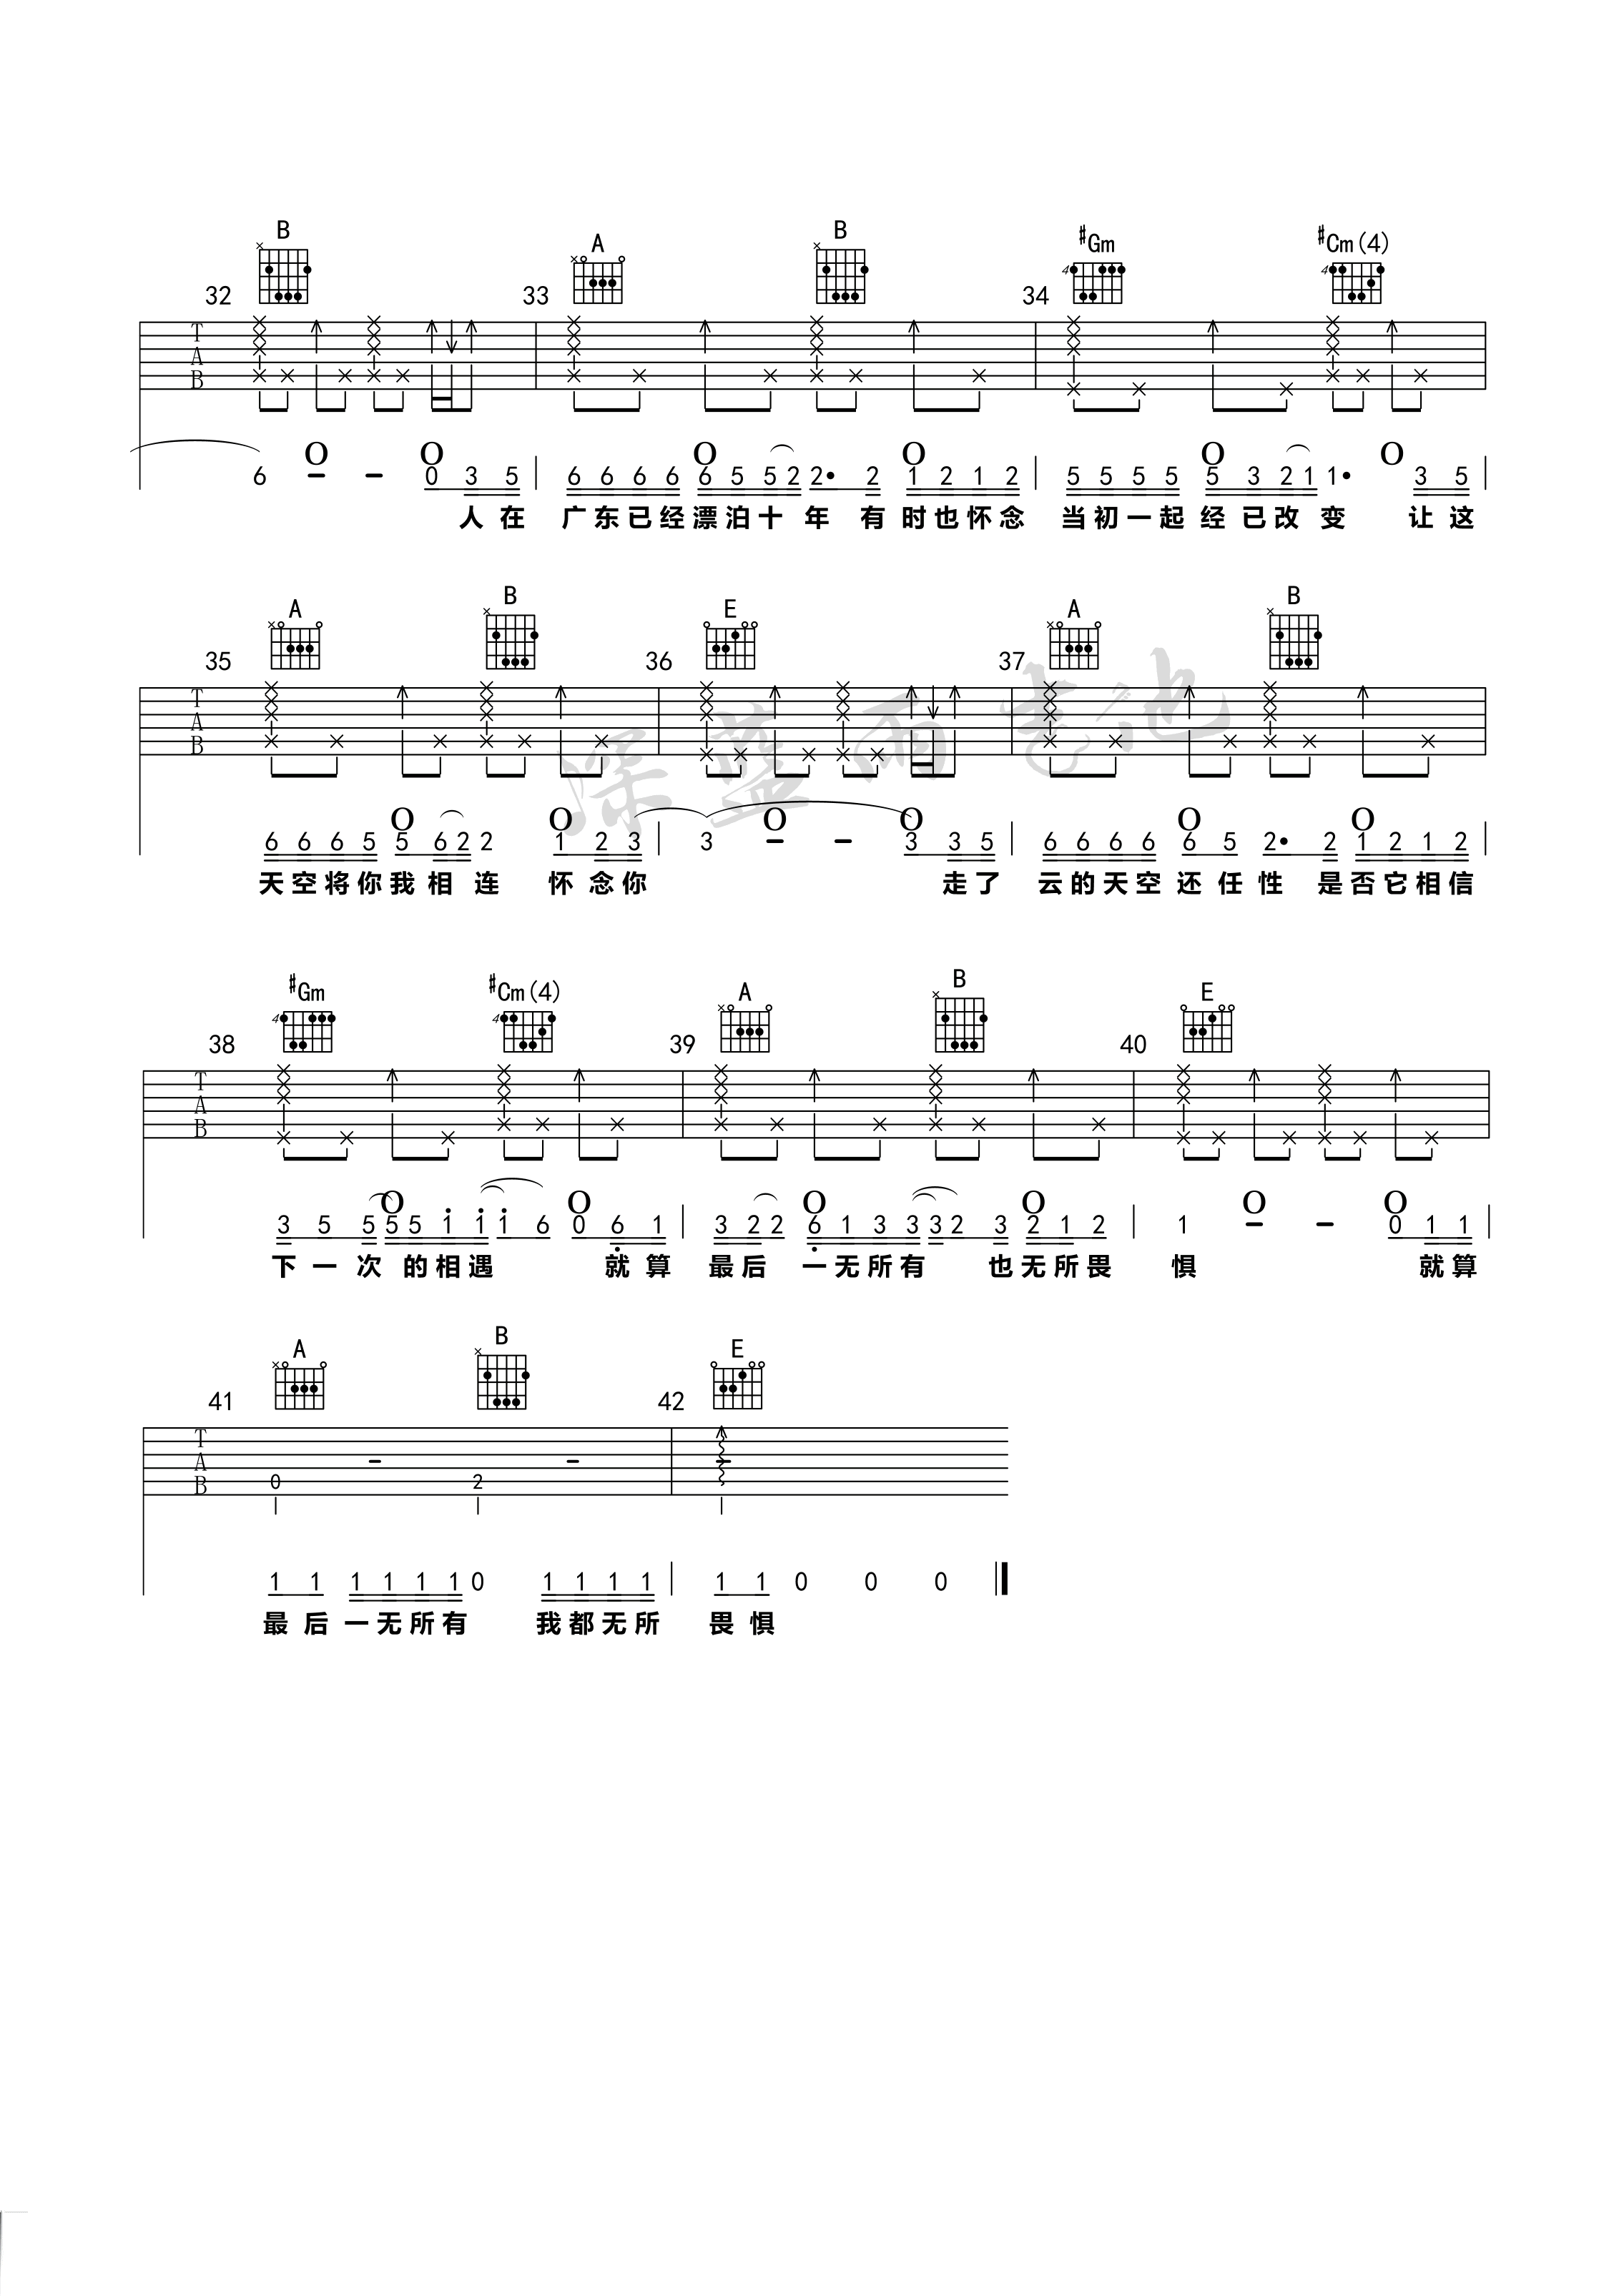 B A B #Gm #Cm(4)
32 33 34
4 4
T A B
6 - - 0 3 5 | 6 6 6 6 6 5 5 2 2• 2 1 2 1 2 | 5 5 5 5 5 3 2 1 1• 3 5 |
人在 广东已经漂泊十年 有时也怀念 当初一起经已改变 让这
A B E A B
35 36 37
T A B
深蓝雨吉他
6 6 6 5 5 6 2 2 1 2 3 | 3 - - 3 3 5 | 6 6 6 6 6 5 2• 2 1 2 1 2 |
天空将你我相连 怀念你 走了 云的天空还任性 是否它相信
#Gm #Cm(4) A B E
38 39 40
4 4
T A B
3 5 5 5 5 1 1 1 6 0 6 1 | 3 2 2 6 1 3 3 3 2 3 2 1 2 | 1 - - 0 1 1 |
下一次的相遇 就算 最后一无所有 也无所畏 惧 就算
A B E
41 42
T A B
0 - 2 - -
1 1 1 1 1 1 0 1 1 1 1 | 1 1 0 0 0
最后一无所有 我都无所 畏惧